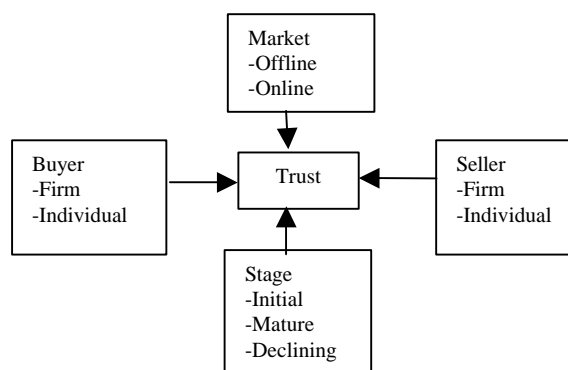 Market
-Offline
-Online
Buyer
-Firm
-Individual
Trust
Seller
-Firm
-Individual
Stage
-Initial
-Mature
-Declining